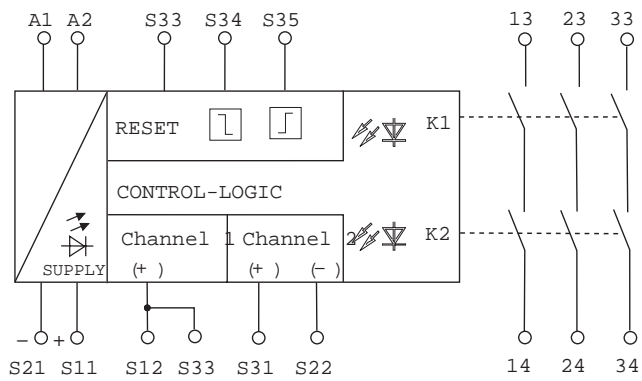 A1 A2 S33 S34 S35 13 23 33
RESET K1
CONTROL-LOGIC
Channel 1 Channel 2 K2
SUPPLY (+ ) (+ ) (- )
- +
S21 S11 S12 S33 S31 S22 14 24 34